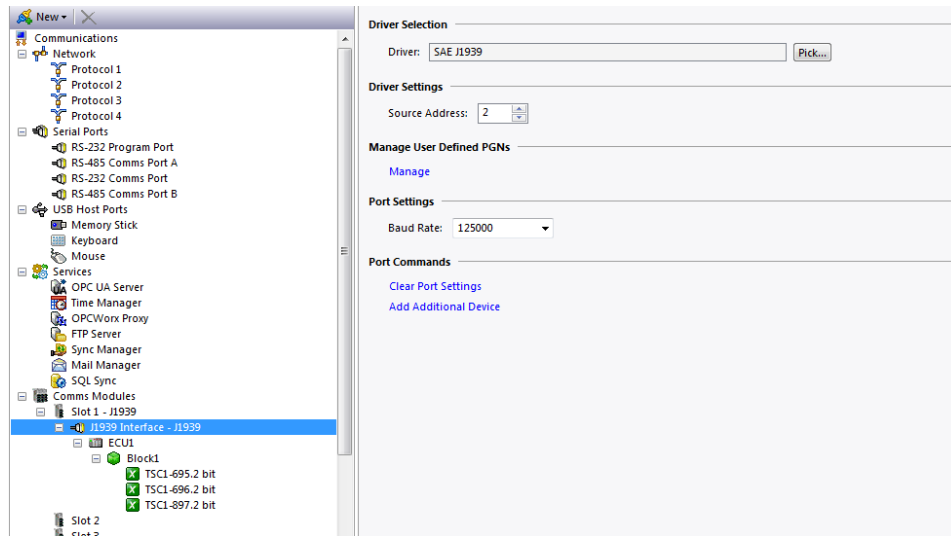 New
Communications
Network
Protocol 1
Protocol 2
Protocol 3
Protocol 4
Serial Ports
RS-232 Program Port
RS-485 Comms Port A
RS-232 Comms Port
RS-485 Comms Port B
USB Host Ports
Memory Stick
Keyboard
Mouse
Services
OPC UA Server
Time Manager
OPCWorx Proxy
FTP Server
Sync Manager
Mail Manager
SQL Sync
Comms Modules
Slot 1 - J1939
J1939 Interface - J1939
ECU1
Block1
TSC1-695.2 bit
TSC1-696.2 bit
TSC1-897.2 bit
Slot 2
Slot 3
Driver Selection
Driver: SAE J1939 Pick...
Driver Settings
Source Address: 2
Manage User Defined PGNs
Manage
Port Settings
Baud Rate: 125000
Port Commands
Clear Port Settings
Add Additional Device